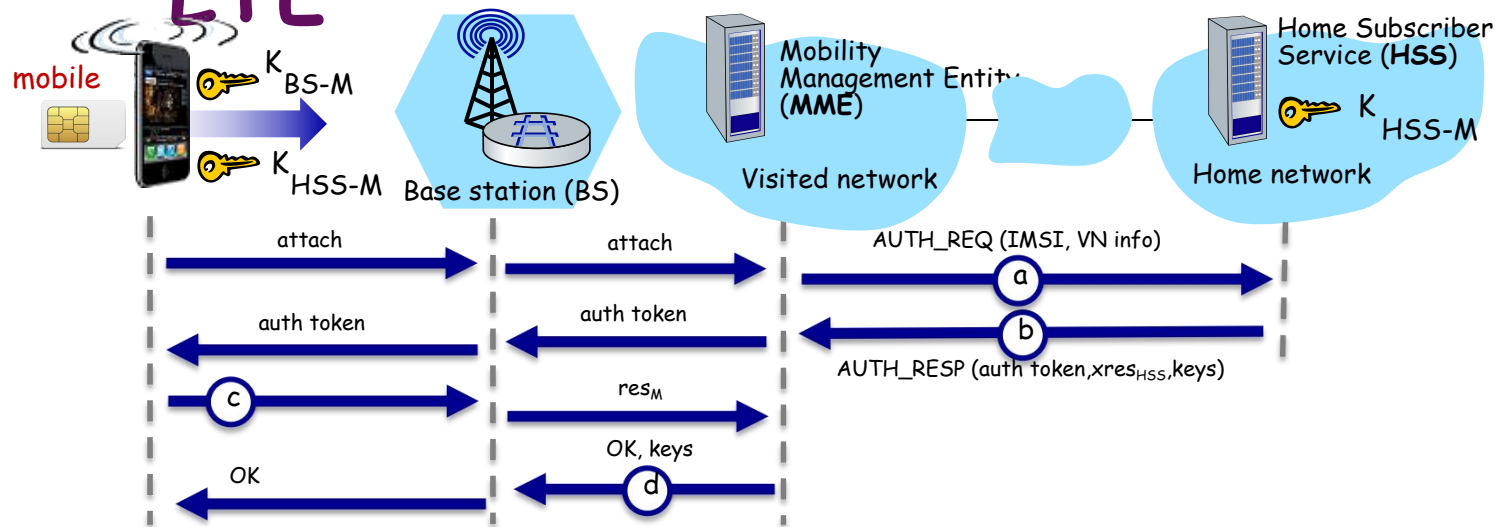 LTE
mobile
K
BS-M
K
HSS-M
Base station (BS)
Mobility
Management Entity
(MME)
Visited network
Home Subscriber
Service (HSS)
K
HSS-M
Home network
attach
attach
AUTH_REQ (IMSI, VN info)
a
auth token
auth token
b
AUTH_RESP (auth token,xresHSS,keys)
c
resM
OK, keys
OK
d